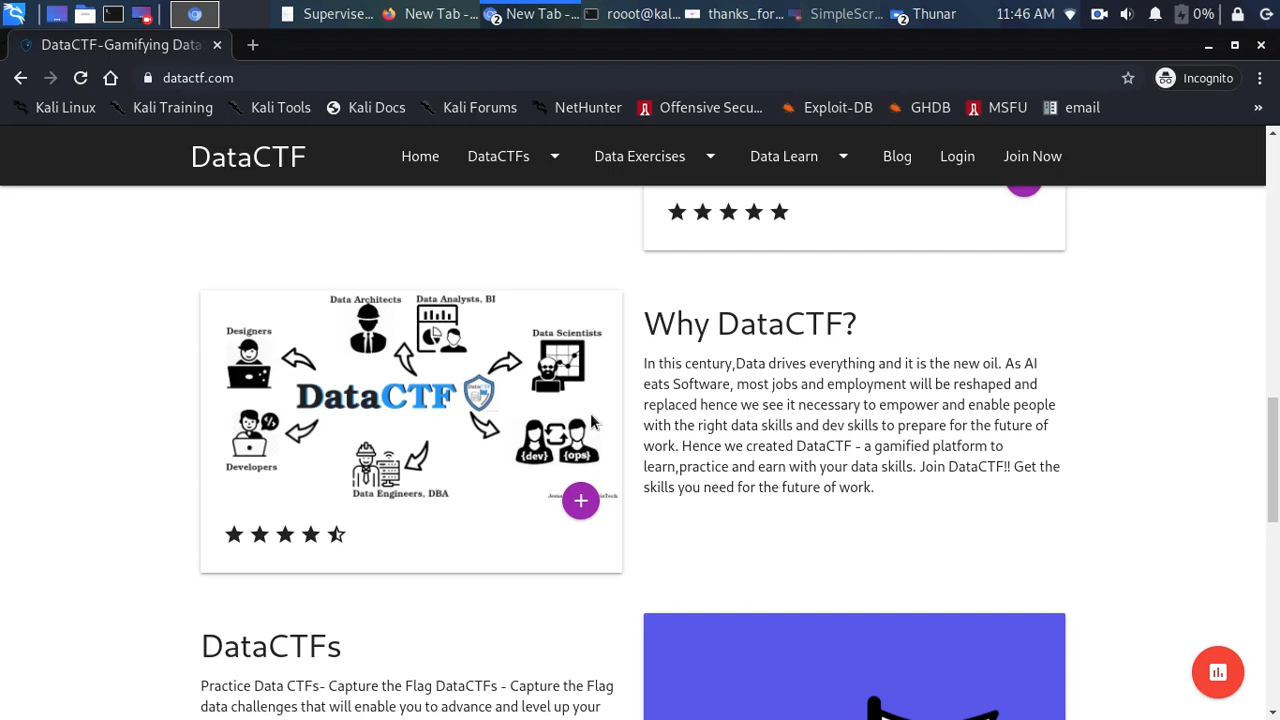 Supervise..
New Tab -...
New Tab -...
rooot@kal...
thanks_for...
SimpleScr...
Thunar
11:46 AM
0%
DataCTF-Gamifying Data
datactf.com
Incognito
Kali Linux
Kali Training
Kali Tools
Kali Docs
Kali Forums
NetHunter
Offensive Secu...
Exploit-DB
GHDB
MSFU
email
»
DataCTF
Home
DataCTFs
Data Exercises
Data Learn
Blog
Login
Join Now
Data Architects
Data Analysts, BI
Designers
Data Scientists
DataCTF
{dev}
{ops}
Developers
Data Engineers, DBA
Why DataCTF?
In this century,Data drives everything and it is the new oil. As AI
eats Software, most jobs and employment will be reshaped and
replaced hence we see it necessary to empower and enable people
with the right data skills and dev skills to prepare for the future of
work. Hence we created DataCTF - a gamified platform to
learn,practice and earn with your data skills. Join DataCTF!! Get the
skills you need for the future of work.
DataCTFs
Practice Data CTFs- Capture the Flag DataCTFs - Capture the Flag
data challenges that will enable you to advance and level up your